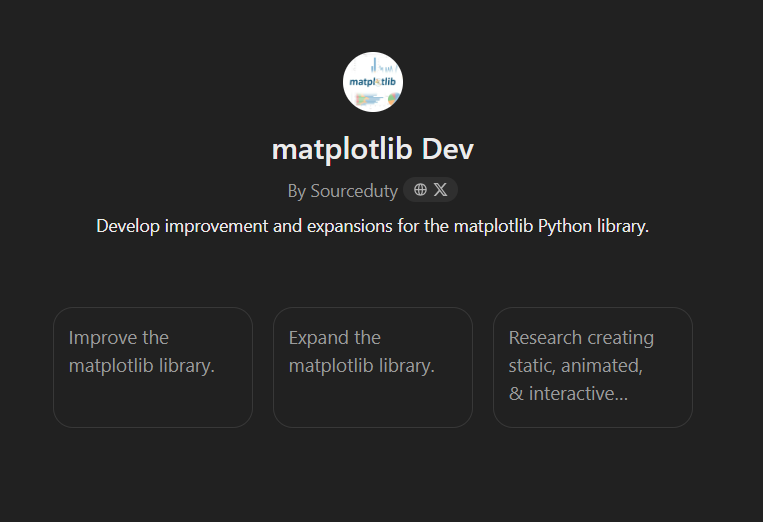 matplotlib
matplotlib Dev
By Sourceduty
Develop improvement and expansions for the matplotlib Python library.
Improve the
matplotlib library.
Expand the
matplotlib library.
Research creating
static, animated,
& interactive...